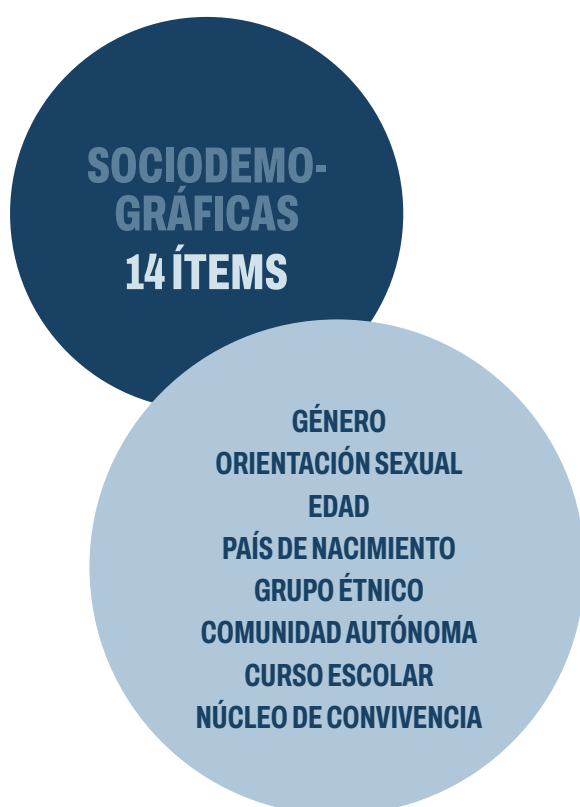 SOCIODEMO-
GRÁFICAS
14 ÍTEMS
GÉNERO
ORIENTACIÓN SEXUAL
EDAD
PAÍS DE NACIMIENTO
GRUPO ÉTNICO
COMUNIDAD AUTÓNOMA
CURSO ESCOLAR
NÚCLEO DE CONVIVENCIA